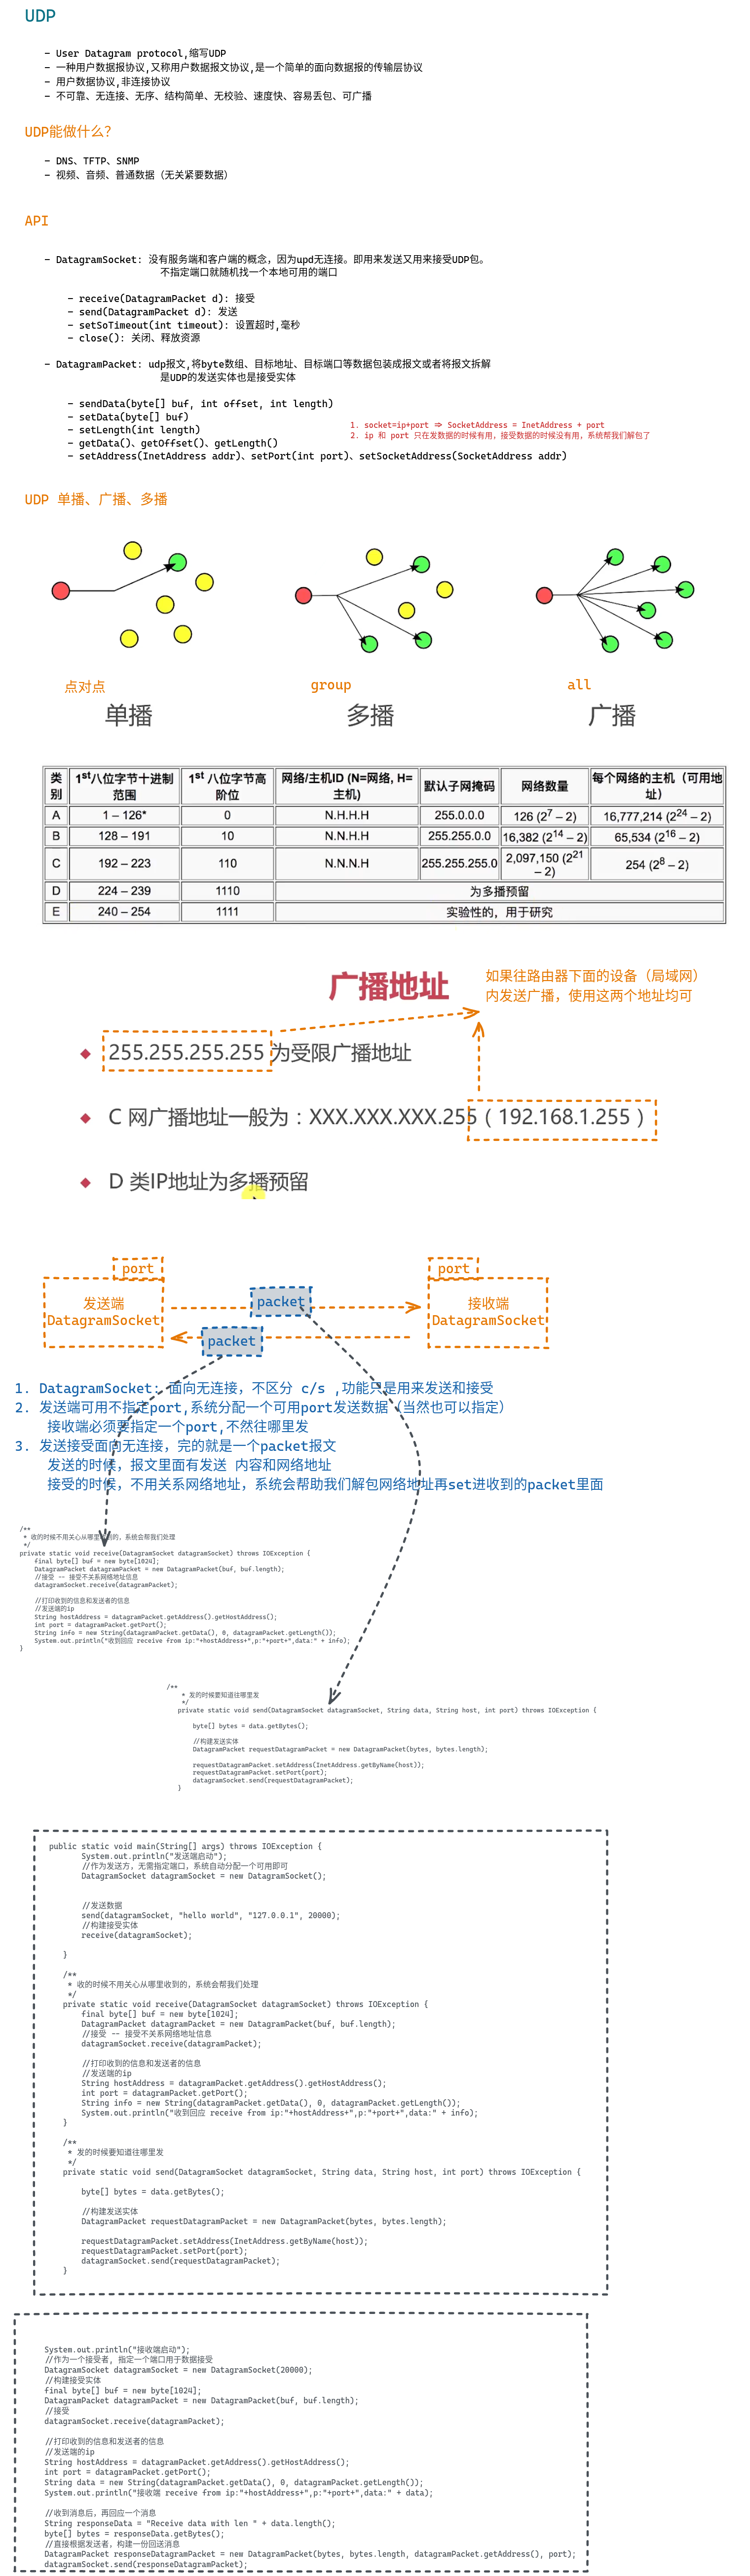 UDP
- User Datagram protocol,缩写UDP
- 一种用户数据报协议,又称用户数据报文协议,是一个简单的面向数据报的传输层协议
- 用户数据协议,非连接协议
- 不可靠、无连接、无序、结构简单、无校验、速度快、容易丢包、可广播
UDP能做什么？
- DNS、TFTP、SNMP
- 视频、音频、普通数据（无关紧要数据）
API
- DatagramSocket: 没有服务端和客户端的概念，因为upd无连接。即用来发送又用来接受UDP包。
不指定端口就随机找一个本地可用的端口
- receive(DatagramPacket d): 接受
- send(DatagramPacket d): 发送
- setSoTimeout(int timeout): 设置超时,毫秒
- close(): 关闭、释放资源
- DatagramPacket: udp报文,将byte数组、目标地址、目标端口等数据包装成报文或者将报文拆解
是UDP的发送实体也是接受实体
- sendData(byte[] buf, int offset, int length)
- setData(byte[] buf)
- setLength(int length)
- getData()、getOffset()、getLength()
- setAddress(InetAddress addr)、setPort(int port)、setSocketAddress(SocketAddress addr)
1. socket=ip+port => SocketAddress = InetAddress + port
2. ip 和 port 只在发数据的时候有用，接受数据的时候没有用，系统帮我们解包了
UDP 单播、广播、多播
点对点 group all
单播 多播 广播
类别 1st八位字节十进制范围 1st 八位字节高阶位 网络/主机ID (N=网络, H=主机) 默认子网掩码 网络数量 每个网络的主机（可用地址）
A 1 – 126* 0 N.H.H.H 255.0.0.0 126 (2^7 – 2) 16,777,214 (2^24 – 2)
B 128 – 191 10 N.N.H.H 255.255.0.0 16,382 (2^14 – 2) 65,534 (2^16 – 2)
C 192 – 223 110 N.N.N.H 255.255.255.0 2,097,150 (2^21 – 2) 254 (2^8 – 2)
D 224 – 239 1110 为多播预留
E 240 – 254 1111 实验性的，用于研究
广播地址
如果往路由器下面的设备（局域网）
内发送广播，使用这两个地址均可
255.255.255.255 为受限广播地址
C 网广播地址一般为：XXX.XXX.XXX.255（192.168.1.255）
D 类IP地址为多播预留
port port
发送端
DatagramSocket
packet
packet
接收端
DatagramSocket
1. DatagramSocket: 面向无连接，不区分 c/s ,功能只是用来发送和接受
2. 发送端可用不指定port,系统分配一个可用port发送数据（当然也可以指定）
接收端必须要指定一个port,不然往哪里发
3. 发送接受面向无连接，完的就是一个packet报文
发送的时候，报文里面有发送 内容和网络地址
接受的时候，不用关系网络地址，系统会帮助我们解包网络地址再set进收到的packet里面
/**
* 收的时候不用关心从哪里收到的，系统会帮我们处理
*/
private static void receive(DatagramSocket datagramSocket) throws IOException {
final byte[] buf = new byte[1024];
DatagramPacket datagramPacket = new DatagramPacket(buf, buf.length);
//接受 -- 接受不关系网络地址信息
datagramSocket.receive(datagramPacket);
//打印收到的信息和发送者的信息
//发送端的ip
String hostAddress = datagramPacket.getAddress().getHostAddress();
int port = datagramPacket.getPort();
String info = new String(datagramPacket.getData(), 0, datagramPacket.getLength());
System.out.println("收到回应 receive from ip:"+hostAddress+",p:"+port+",data:" + info);
}
/**
* 发的时候要知道往哪里发
*/
private static void send(DatagramSocket datagramSocket, String data, String host, int port) throws IOException {
byte[] bytes = data.getBytes();
//构建发送实体
DatagramPacket requestDatagramPacket = new DatagramPacket(bytes, bytes.length);
requestDatagramPacket.setAddress(InetAddress.getByName(host));
requestDatagramPacket.setPort(port);
datagramSocket.send(requestDatagramPacket);
}
public static void main(String[] args) throws IOException {
System.out.println("发送端启动");
//作为发送方，无需指定端口，系统自动分配一个可用即可
DatagramSocket datagramSocket = new DatagramSocket();
//发送数据
send(datagramSocket, "hello world", "127.0.0.1", 20000);
//构建接受实体
receive(datagramSocket);
}
/**
* 收的时候不用关心从哪里收到的，系统会帮我们处理
*/
private static void receive(DatagramSocket datagramSocket) throws IOException {
final byte[] buf = new byte[1024];
DatagramPacket datagramPacket = new DatagramPacket(buf, buf.length);
//接受 -- 接受不关系网络地址信息
datagramSocket.receive(datagramPacket);
//打印收到的信息和发送者的信息
//发送端的ip
String hostAddress = datagramPacket.getAddress().getHostAddress();
int port = datagramPacket.getPort();
String info = new String(datagramPacket.getData(), 0, datagramPacket.getLength());
System.out.println("收到回应 receive from ip:"+hostAddress+",p:"+port+",data:" + info);
}
/**
* 发的时候要知道往哪里发
*/
private static void send(DatagramSocket datagramSocket, String data, String host, int port) throws IOException {
byte[] bytes = data.getBytes();
//构建发送实体
DatagramPacket requestDatagramPacket = new DatagramPacket(bytes, bytes.length);
requestDatagramPacket.setAddress(InetAddress.getByName(host));
requestDatagramPacket.setPort(port);
datagramSocket.send(requestDatagramPacket);
}
System.out.println("接收端启动");
//作为一个接受者, 指定一个端口用于数据接受
DatagramSocket datagramSocket = new DatagramSocket(20000);
//构建接受实体
final byte[] buf = new byte[1024];
DatagramPacket datagramPacket = new DatagramPacket(buf, buf.length);
//接受
datagramSocket.receive(datagramPacket);
//打印收到的信息和发送者的信息
//发送端的ip
String hostAddress = datagramPacket.getAddress().getHostAddress();
int port = datagramPacket.getPort();
String data = new String(datagramPacket.getData(), 0, datagramPacket.getLength());
System.out.println("接收端 receive from ip:"+hostAddress+",p:"+port+",data:" + data);
//收到消息后, 再回应一个消息
String responseData = "Receive data with len " + data.length();
byte[] bytes = responseData.getBytes();
//直接根据发送者，构建一份回送消息
DatagramPacket responseDatagramPacket = new DatagramPacket(bytes, bytes.length, datagramPacket.getAddress(), port);
datagramSocket.send(responseDatagramPacket);